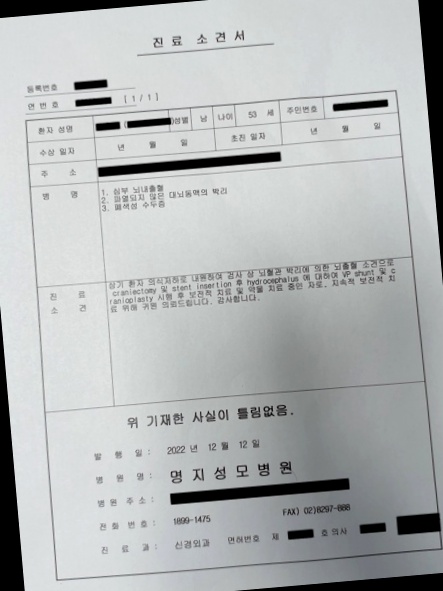 진료 소견서
등록번호
연 번 호 [ 1 / 1 ]
환자 성명 ( )성별 남 나이 53 세 주민번호
수상 일자 년 월 일 초진 일자 년 월 일
주 소
병 명 1. 심부 뇌내출혈
2. 파열되지 않은 대뇌동맥의 박리
3. 폐색성 수두증
진 료 소 견
상기 환자 의식저하로 내원하여 검사 상 뇌혈관 박리에 의한 뇌출혈 소견으로
craniectomy 및 stent insertion 후 hydrocephalus 에 대하여 VP shunt 및 c
ranioplasty 시행 후 보전적 치료 및 약물 치료 중인 자로, 지속적 보전적 치
료 위해 귀원 의뢰드립니다. 감사합니다.
위 기재한 사실이 틀림없음.
발 행 일 : 2022 년 12 월 12 일
병 원 명 : 명지성모병원
병원 주소 :
전화 번호 : 1899-1475 FAX) 02)8297-888
진 료 과 : 신경외과 면허번호 제 호 의사